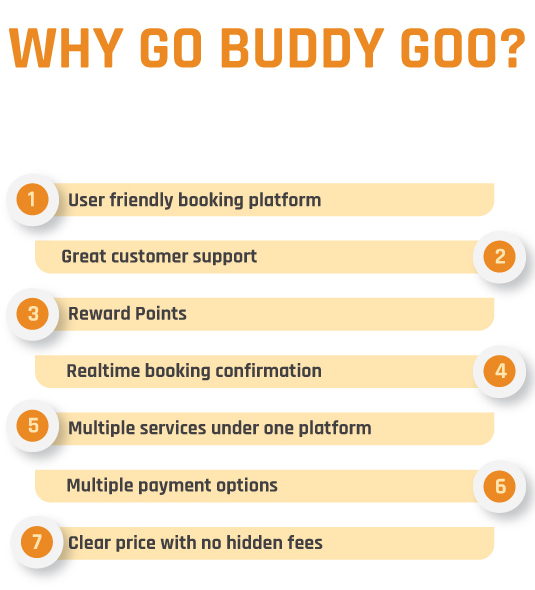 WHY GO BUDDY GOO?
1 User friendly booking platform
Great customer support 2
3 Reward Points
Realtime booking confirmation 4
5 Multiple services under one platform
Multiple payment options 6
7 Clear price with no hidden fees